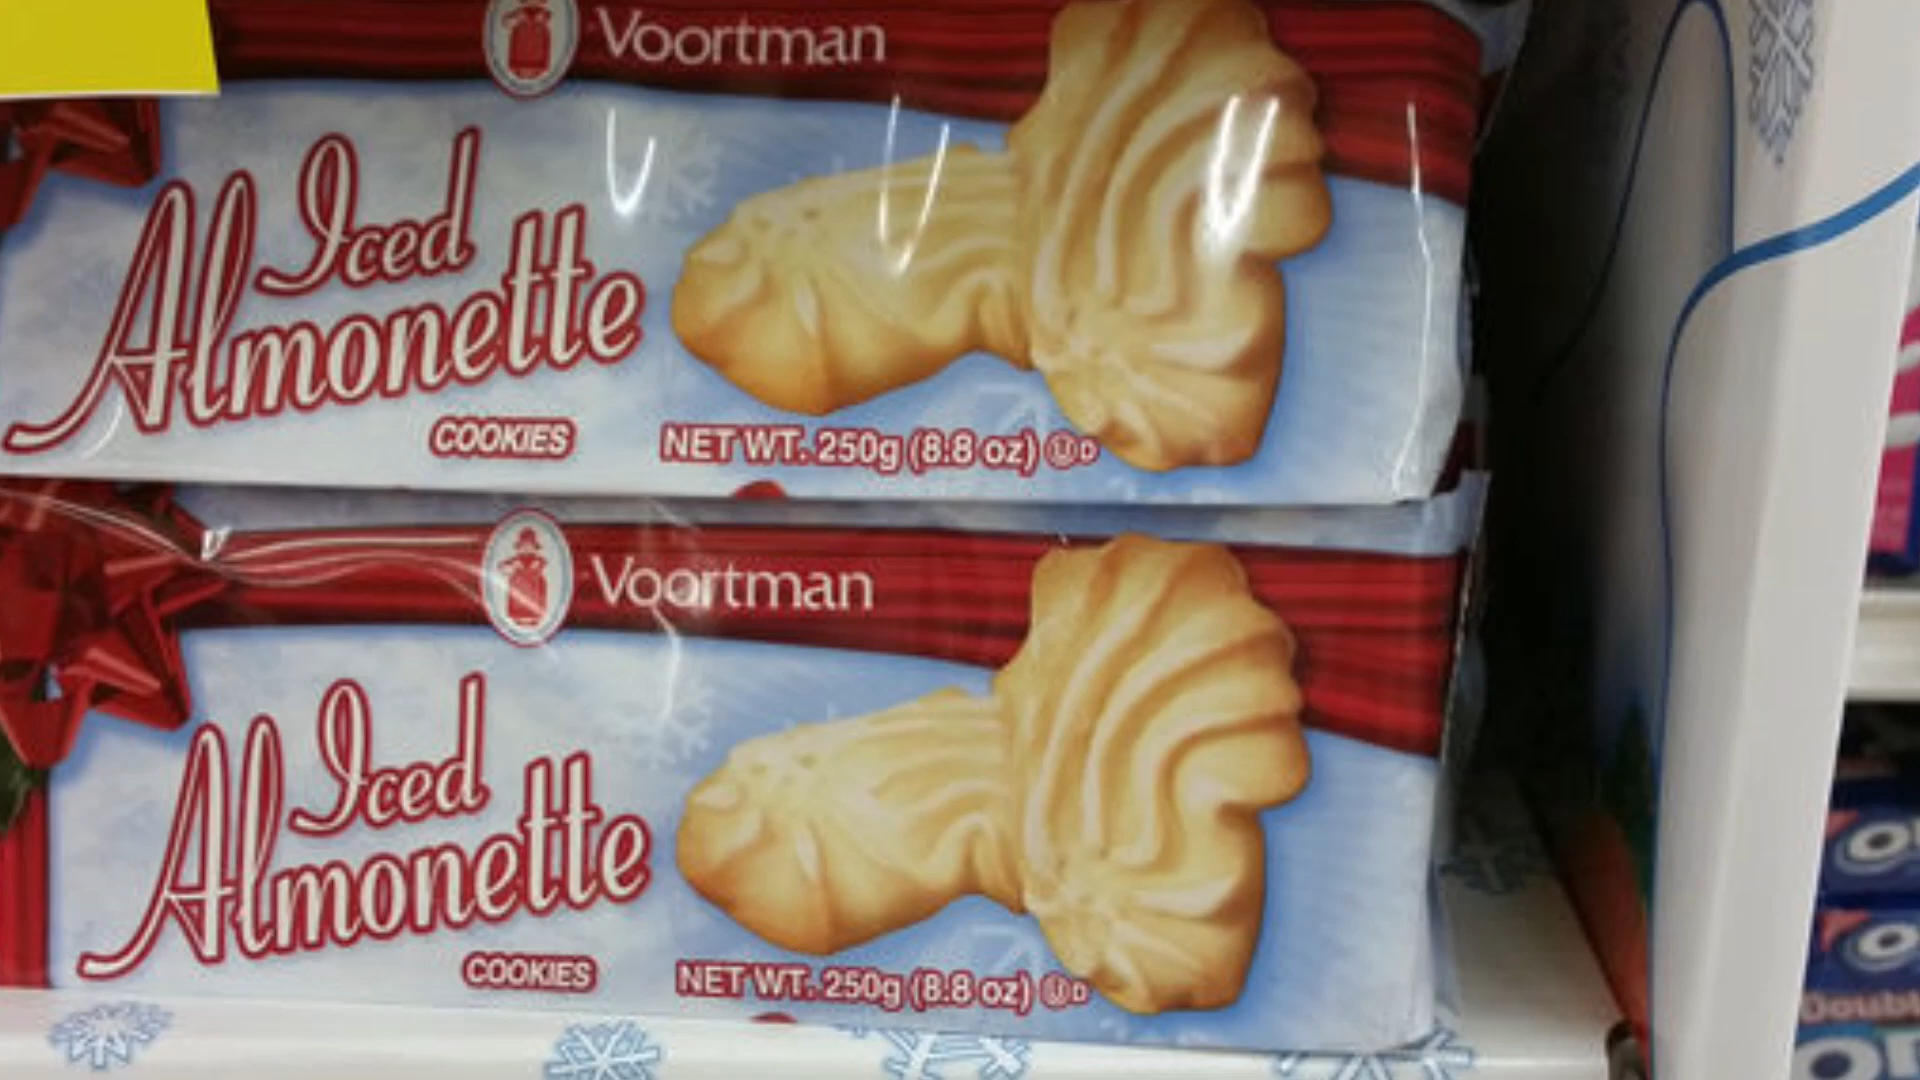 Voortman
Iced
Almonette
COOKIES
NET WT. 250g (8.8 oz) Ⓤ D
Voortman
Iced
Almonette
COOKIES
NET WT. 250g (8.8 oz) Ⓤ D